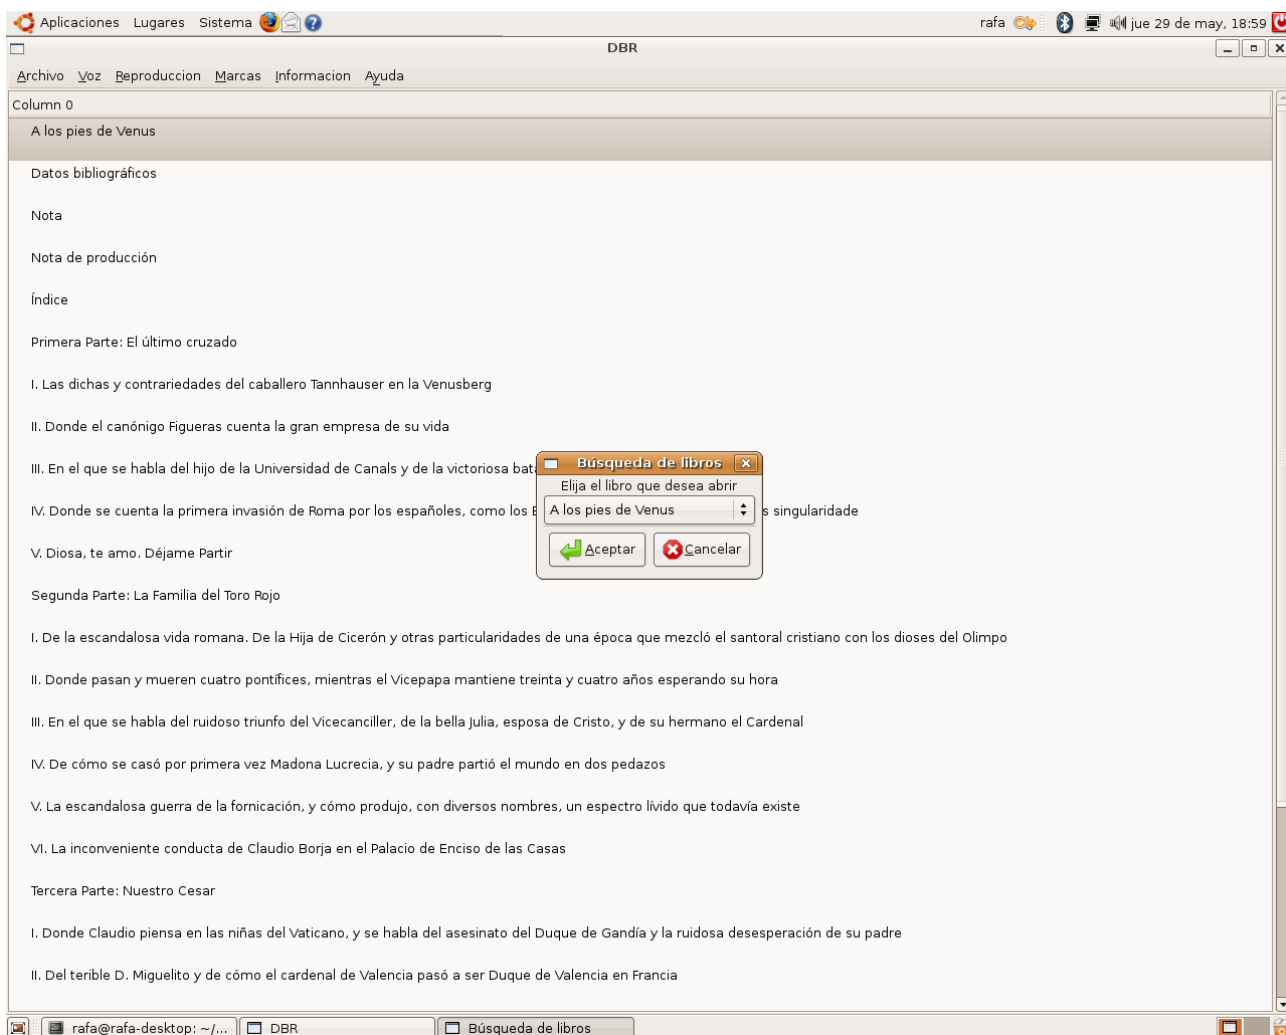 Aplicaciones Lugares Sistema rafa jue 29 de may, 18:59
DBR
Archivo Voz Reproduccion Marcas Informacion Ayuda
Column 0
A los pies de Venus
Datos bibliográficos
Nota
Nota de producción
Índice
Primera Parte: El último cruzado
I. Las dichas y contrariedades del caballero Tannhauser en la Venusberg
II. Donde el canónigo Figueras cuenta la gran empresa de su vida
III. En el que se habla del hijo de la Universidad de Canals y de la victoriosa
IV. Donde se cuenta la primera invasión de Roma por los españoles, como los
singularidade
V. Diosa, te amo. Déjame Partir
Segunda Parte: La Familia del Toro Rojo
I. De la escandalosa vida romana. De la Hija de Cicerón y otras particularidades de una época que mezcló el santoral cristiano con los dioses del Olimpo
II. Donde pasan y mueren cuatro pontífices, mientras el Vicepapa mantiene treinta y cuatro años esperando su hora
III. En el que se habla del ruidoso triunfo del Vicecanciller, de la bella Julia, esposa de Cristo, y de su hermano el Cardenal
IV. De cómo se casó por primera vez Madona Lucrecia, y su padre partió el mundo en dos pedazos
V. La escandalosa guerra de la fornicación, y cómo produjo, con diversos nombres, un espectro lívido que todavía existe
VI. La inconveniente conducta de Claudio Borja en el Palacio de Enciso de las Casas
Tercera Parte: Nuestro Cesar
I. Donde Claudio piensa en las niñas del Vaticano, y se habla del asesinato del Duque de Gandía y la ruidosa desesperación de su padre
II. Del terible D. Miguelito y de cómo el cardenal de Valencia pasó a ser Duque de Valencia en Francia
Búsqueda de libros
Elija el libro que desea abrir
A los pies de Venus
Aceptar Cancelar
rafa@rafa-desktop: ~/... DBR Búsqueda de libros